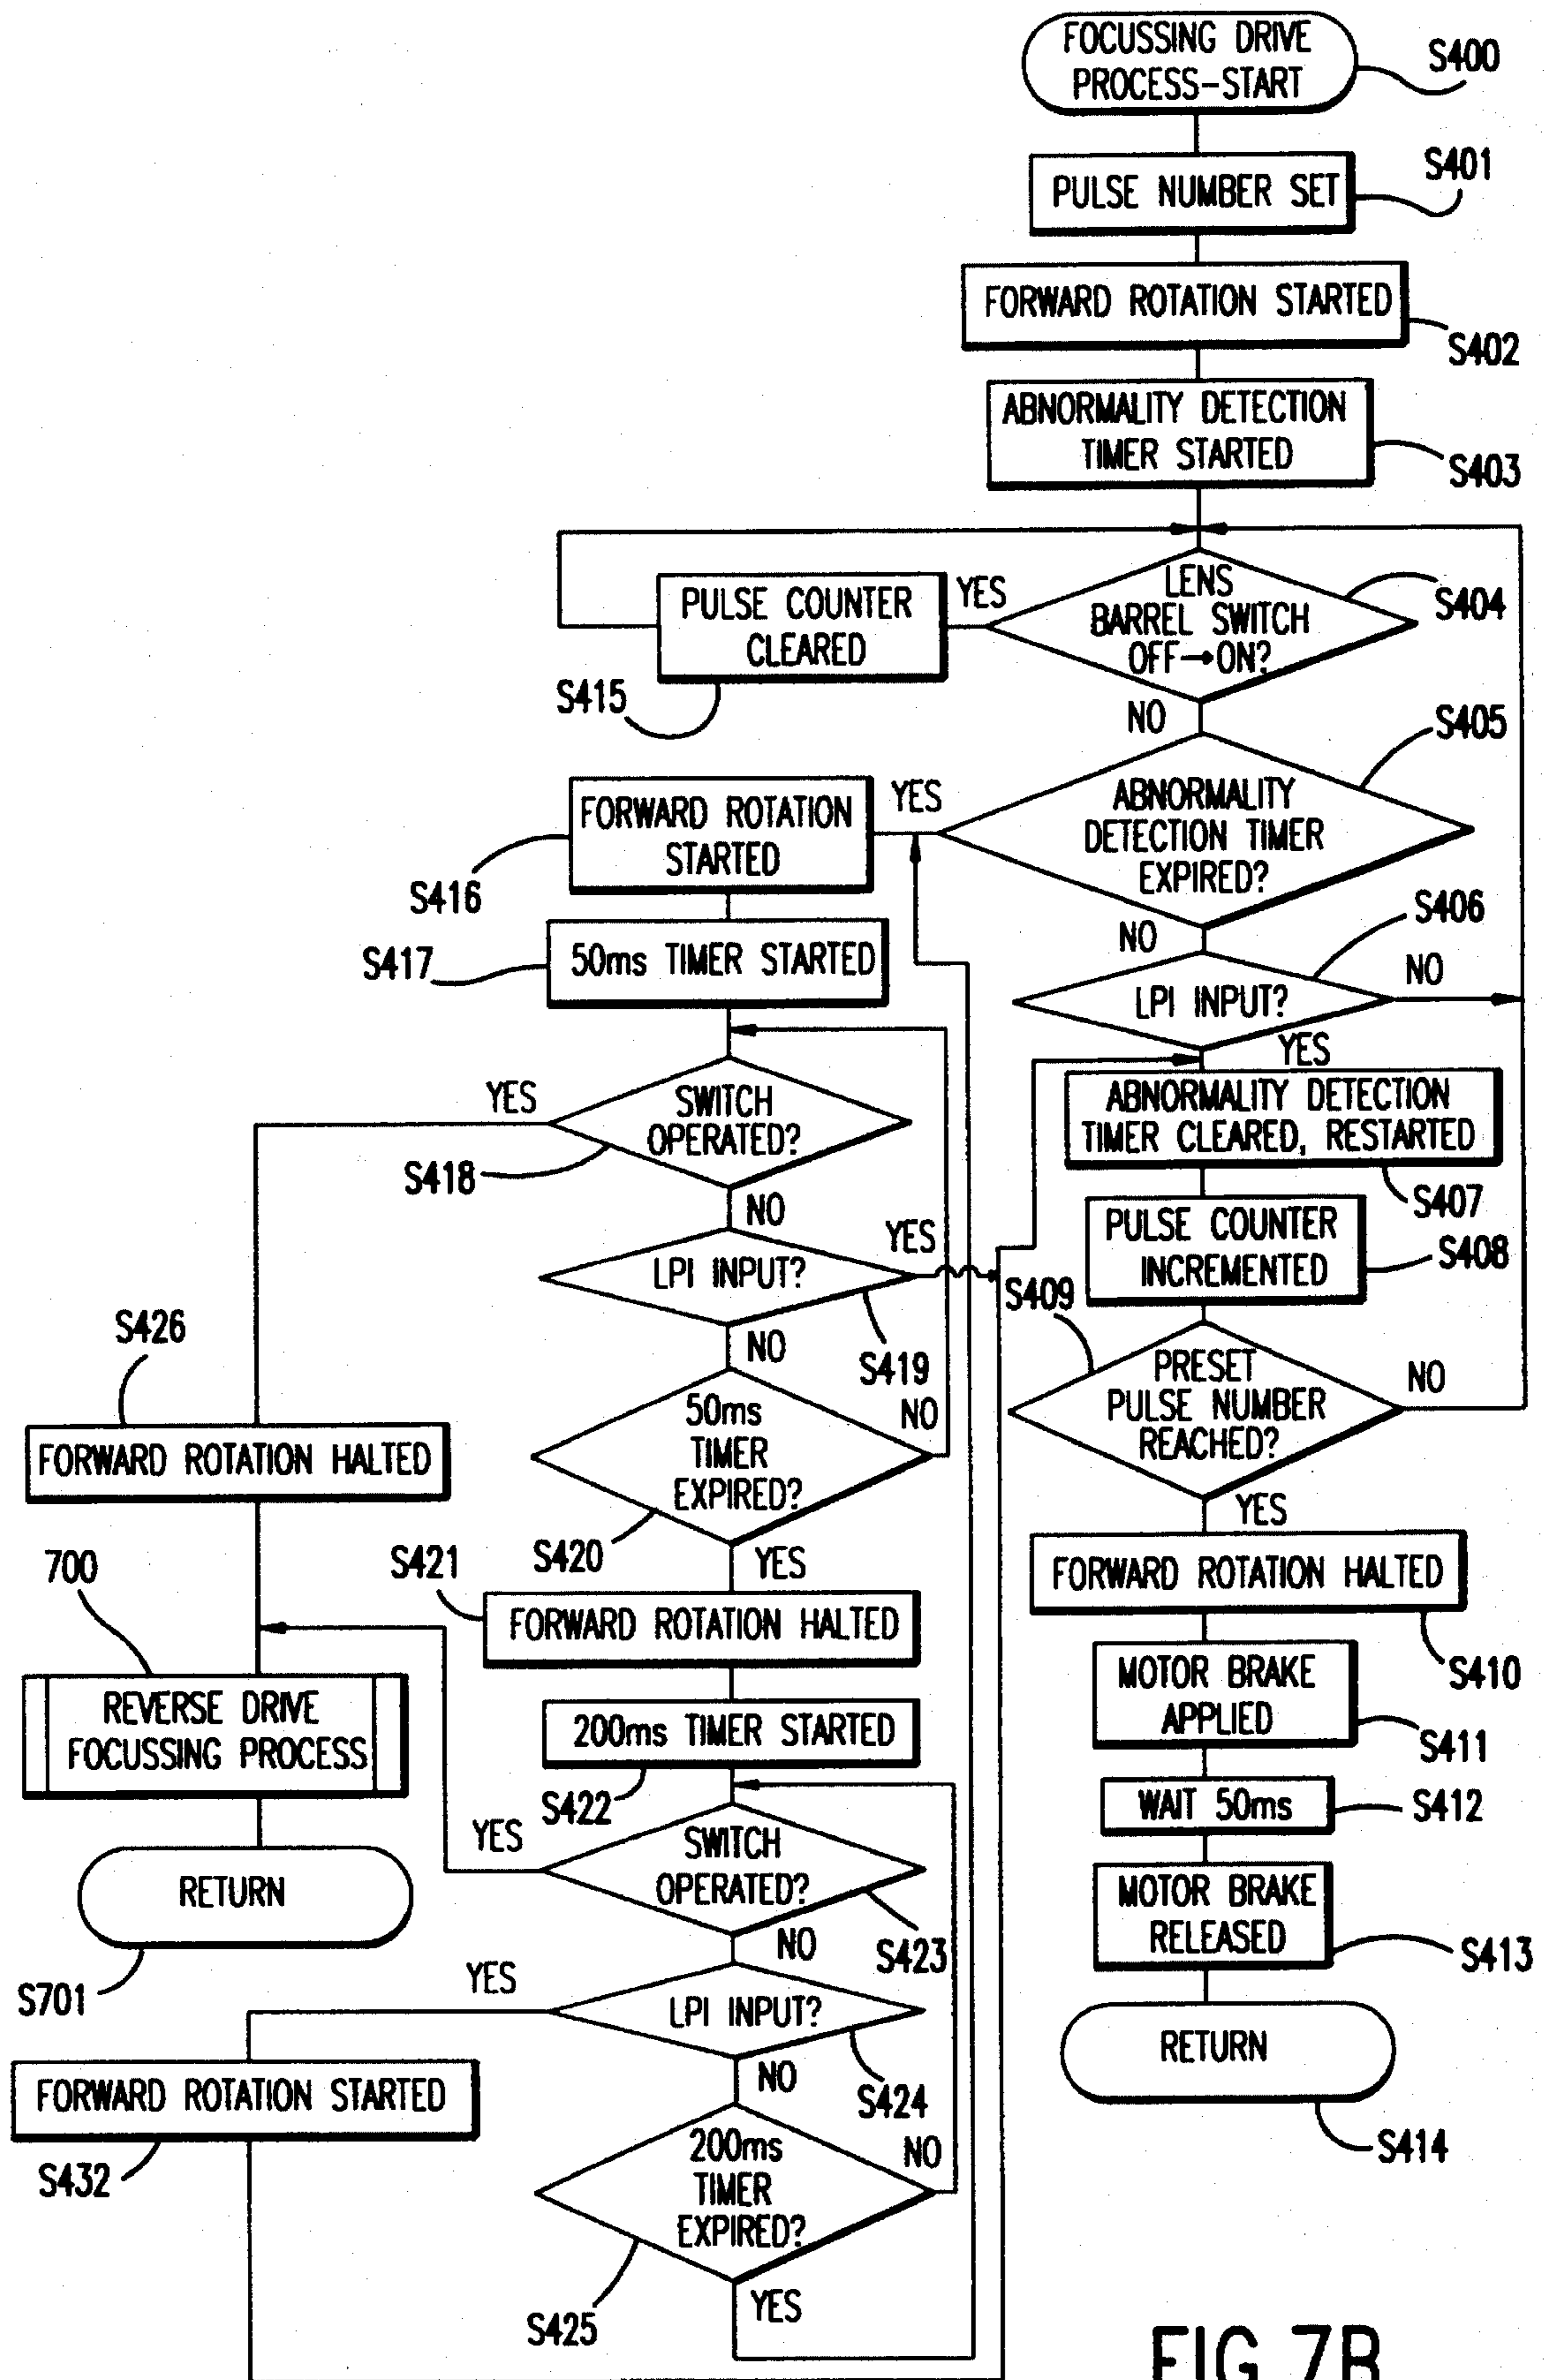 FOCUSSING DRIVE
PROCESS-START
S400
PULSE NUMBER SET
S401
FORWARD ROTATION STARTED
S402
ABNORMALITY DETECTION
TIMER STARTED
S403
LENS
BARREL SWITCH
OFF→ON?
S404
YES
PULSE COUNTER
CLEARED
S415
NO
ABNORMALITY
DETECTION TIMER
EXPIRED?
S405
YES
FORWARD ROTATION
STARTED
S416
NO
LPI INPUT?
S406
NO
YES
50ms TIMER STARTED
S417
ABNORMALITY DETECTION
TIMER CLEARED, RESTARTED
S407
SWITCH
OPERATED?
YES
S418
NO
PULSE COUNTER
INCREMENTED
S408
LPI INPUT?
YES
S419
NO
PRESET
PULSE NUMBER
REACHED?
S409
NO
YES
50ms
TIMER
EXPIRED?
NO
S420
YES
S426
FORWARD ROTATION HALTED
FORWARD ROTATION HALTED
S410
S421
FORWARD ROTATION HALTED
MOTOR BRAKE
APPLIED
S411
700
REVERSE DRIVE
FOCUSSING PROCESS
200ms TIMER STARTED
S422
WAIT 50ms
S412
SWITCH
OPERATED?
YES
S423
NO
MOTOR BRAKE
RELEASED
S413
RETURN
S701
LPI INPUT?
YES
S424
NO
RETURN
S414
FORWARD ROTATION STARTED
S432
200ms
TIMER
EXPIRED?
NO
S425
YES
FIG.7B